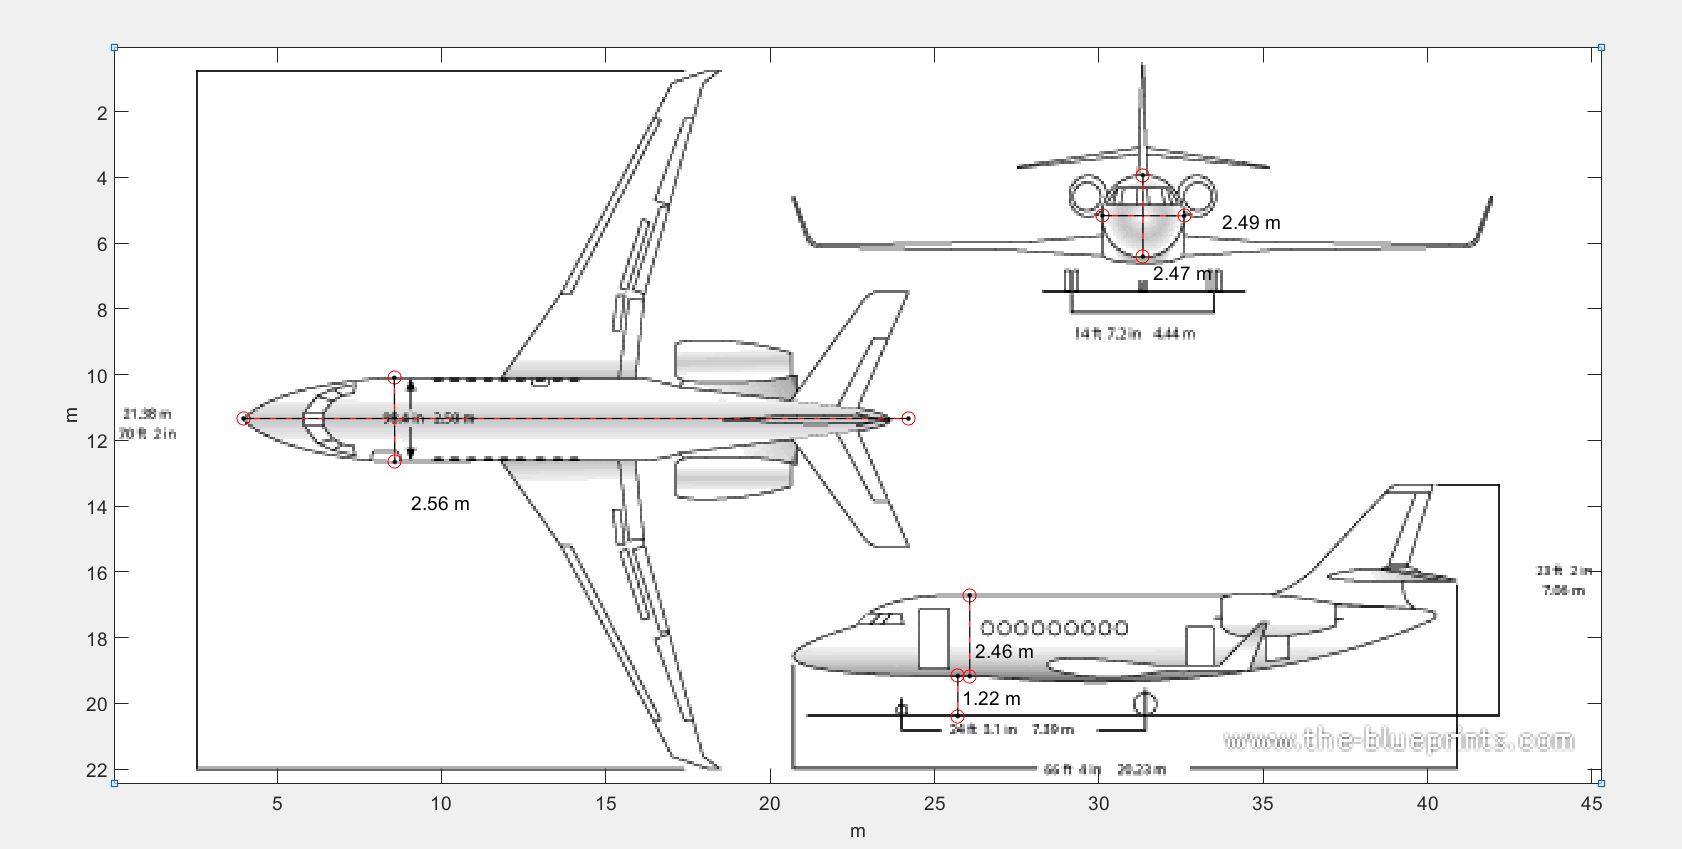 2
4
6
8
10
12
14
16
18
20
22
m
5
10
15
20
25
30
35
40
45
m
21.38 m
70 ft 2 in
98.4 in 2.50 m
2.56 m
2.49 m
2.47 m
14 ft 7.2 in 4.44 m
23 ft 2 in
7.06 m
2.46 m
1.22 m
24 ft 3.1 in 7.39 m
www.the-blueprints.com
66 ft 4 in 20.23 m